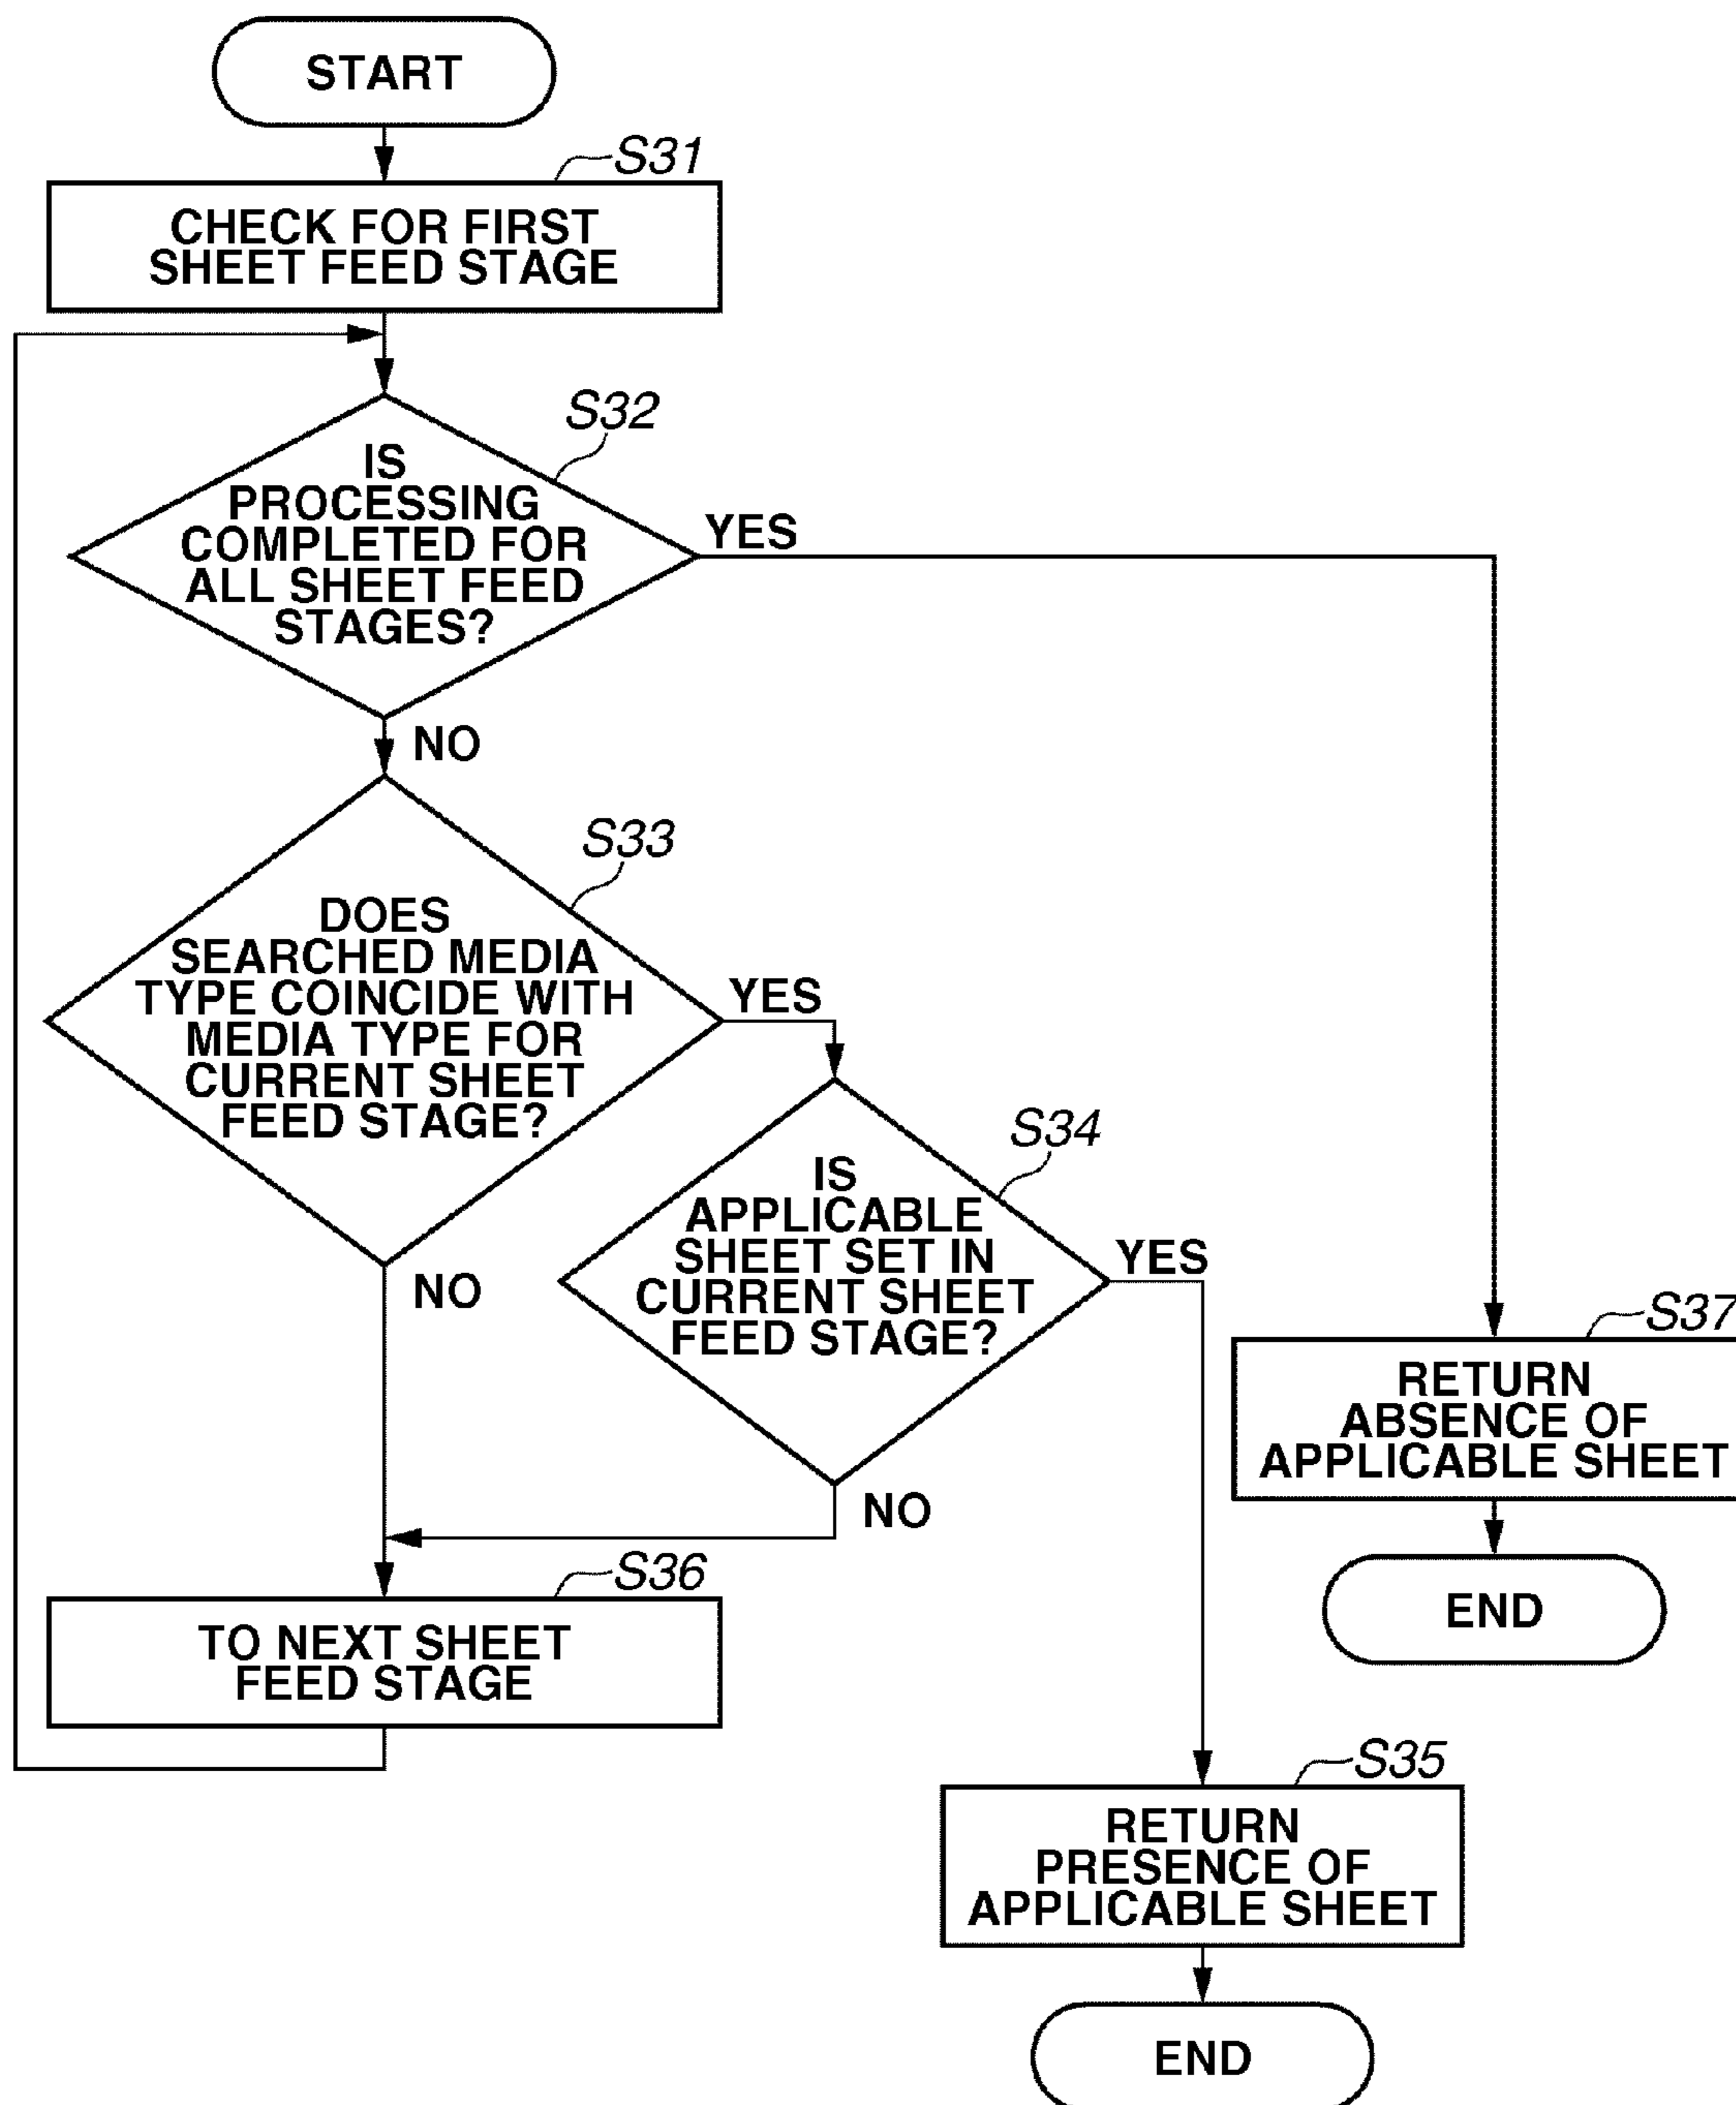 START
S31
CHECK FOR FIRST
SHEET FEED STAGE
S32
IS
PROCESSING
COMPLETED FOR
ALL SHEET FEED
STAGES?
YES
NO
S33
DOES
SEARCHED MEDIA
TYPE COINCIDE WITH
MEDIA TYPE FOR
CURRENT SHEET
FEED STAGE?
YES
NO
S34
IS
APPLICABLE
SHEET SET IN
CURRENT SHEET
FEED STAGE?
YES
NO
S37
RETURN
ABSENCE OF
APPLICABLE SHEET
END
S36
TO NEXT SHEET
FEED STAGE
S35
RETURN
PRESENCE OF
APPLICABLE SHEET
END